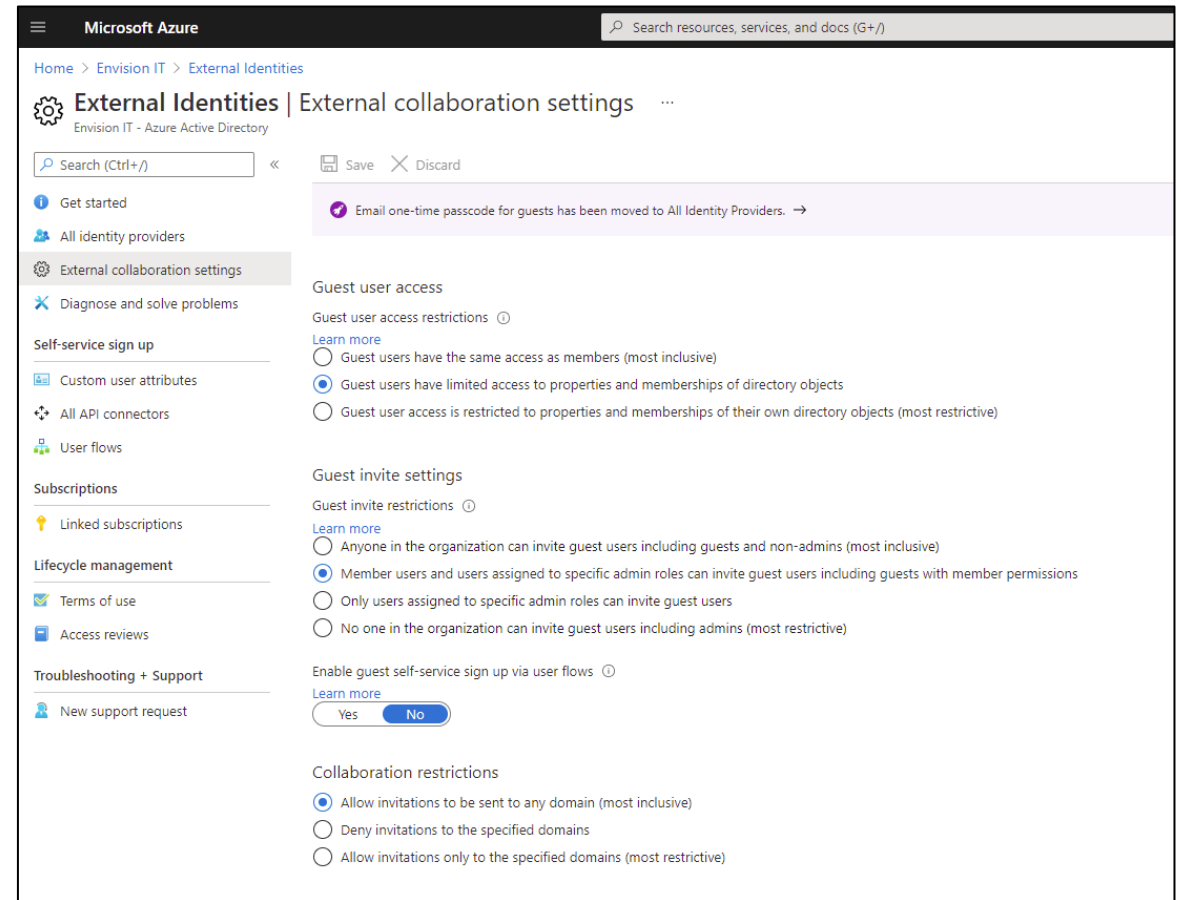 Microsoft Azure
Search resources, services, and docs (G+/)
Home > Envision IT > External Identities
External Identities | External collaboration settings ...
Envision IT - Azure Active Directory
Search (Ctrl+/)
«
Get started
All identity providers
External collaboration settings
Diagnose and solve problems
Self-service sign up
Custom user attributes
All API connectors
User flows
Subscriptions
Linked subscriptions
Lifecycle management
Terms of use
Access reviews
Troubleshooting + Support
New support request
Save Discard
Email one-time passcode for guests has been moved to All Identity Providers. →
Guest user access
Guest user access restrictions
Learn more
Guest users have the same access as members (most inclusive)
Guest users have limited access to properties and memberships of directory objects
Guest user access is restricted to properties and memberships of their own directory objects (most restrictive)
Guest invite settings
Guest invite restrictions
Learn more
Anyone in the organization can invite guest users including guests and non-admins (most inclusive)
Member users and users assigned to specific admin roles can invite guest users including guests with member permissions
Only users assigned to specific admin roles can invite guest users
No one in the organization can invite guest users including admins (most restrictive)
Enable guest self-service sign up via user flows
Learn more
Yes No
Collaboration restrictions
Allow invitations to be sent to any domain (most inclusive)
Deny invitations to the specified domains
Allow invitations only to the specified domains (most restrictive)